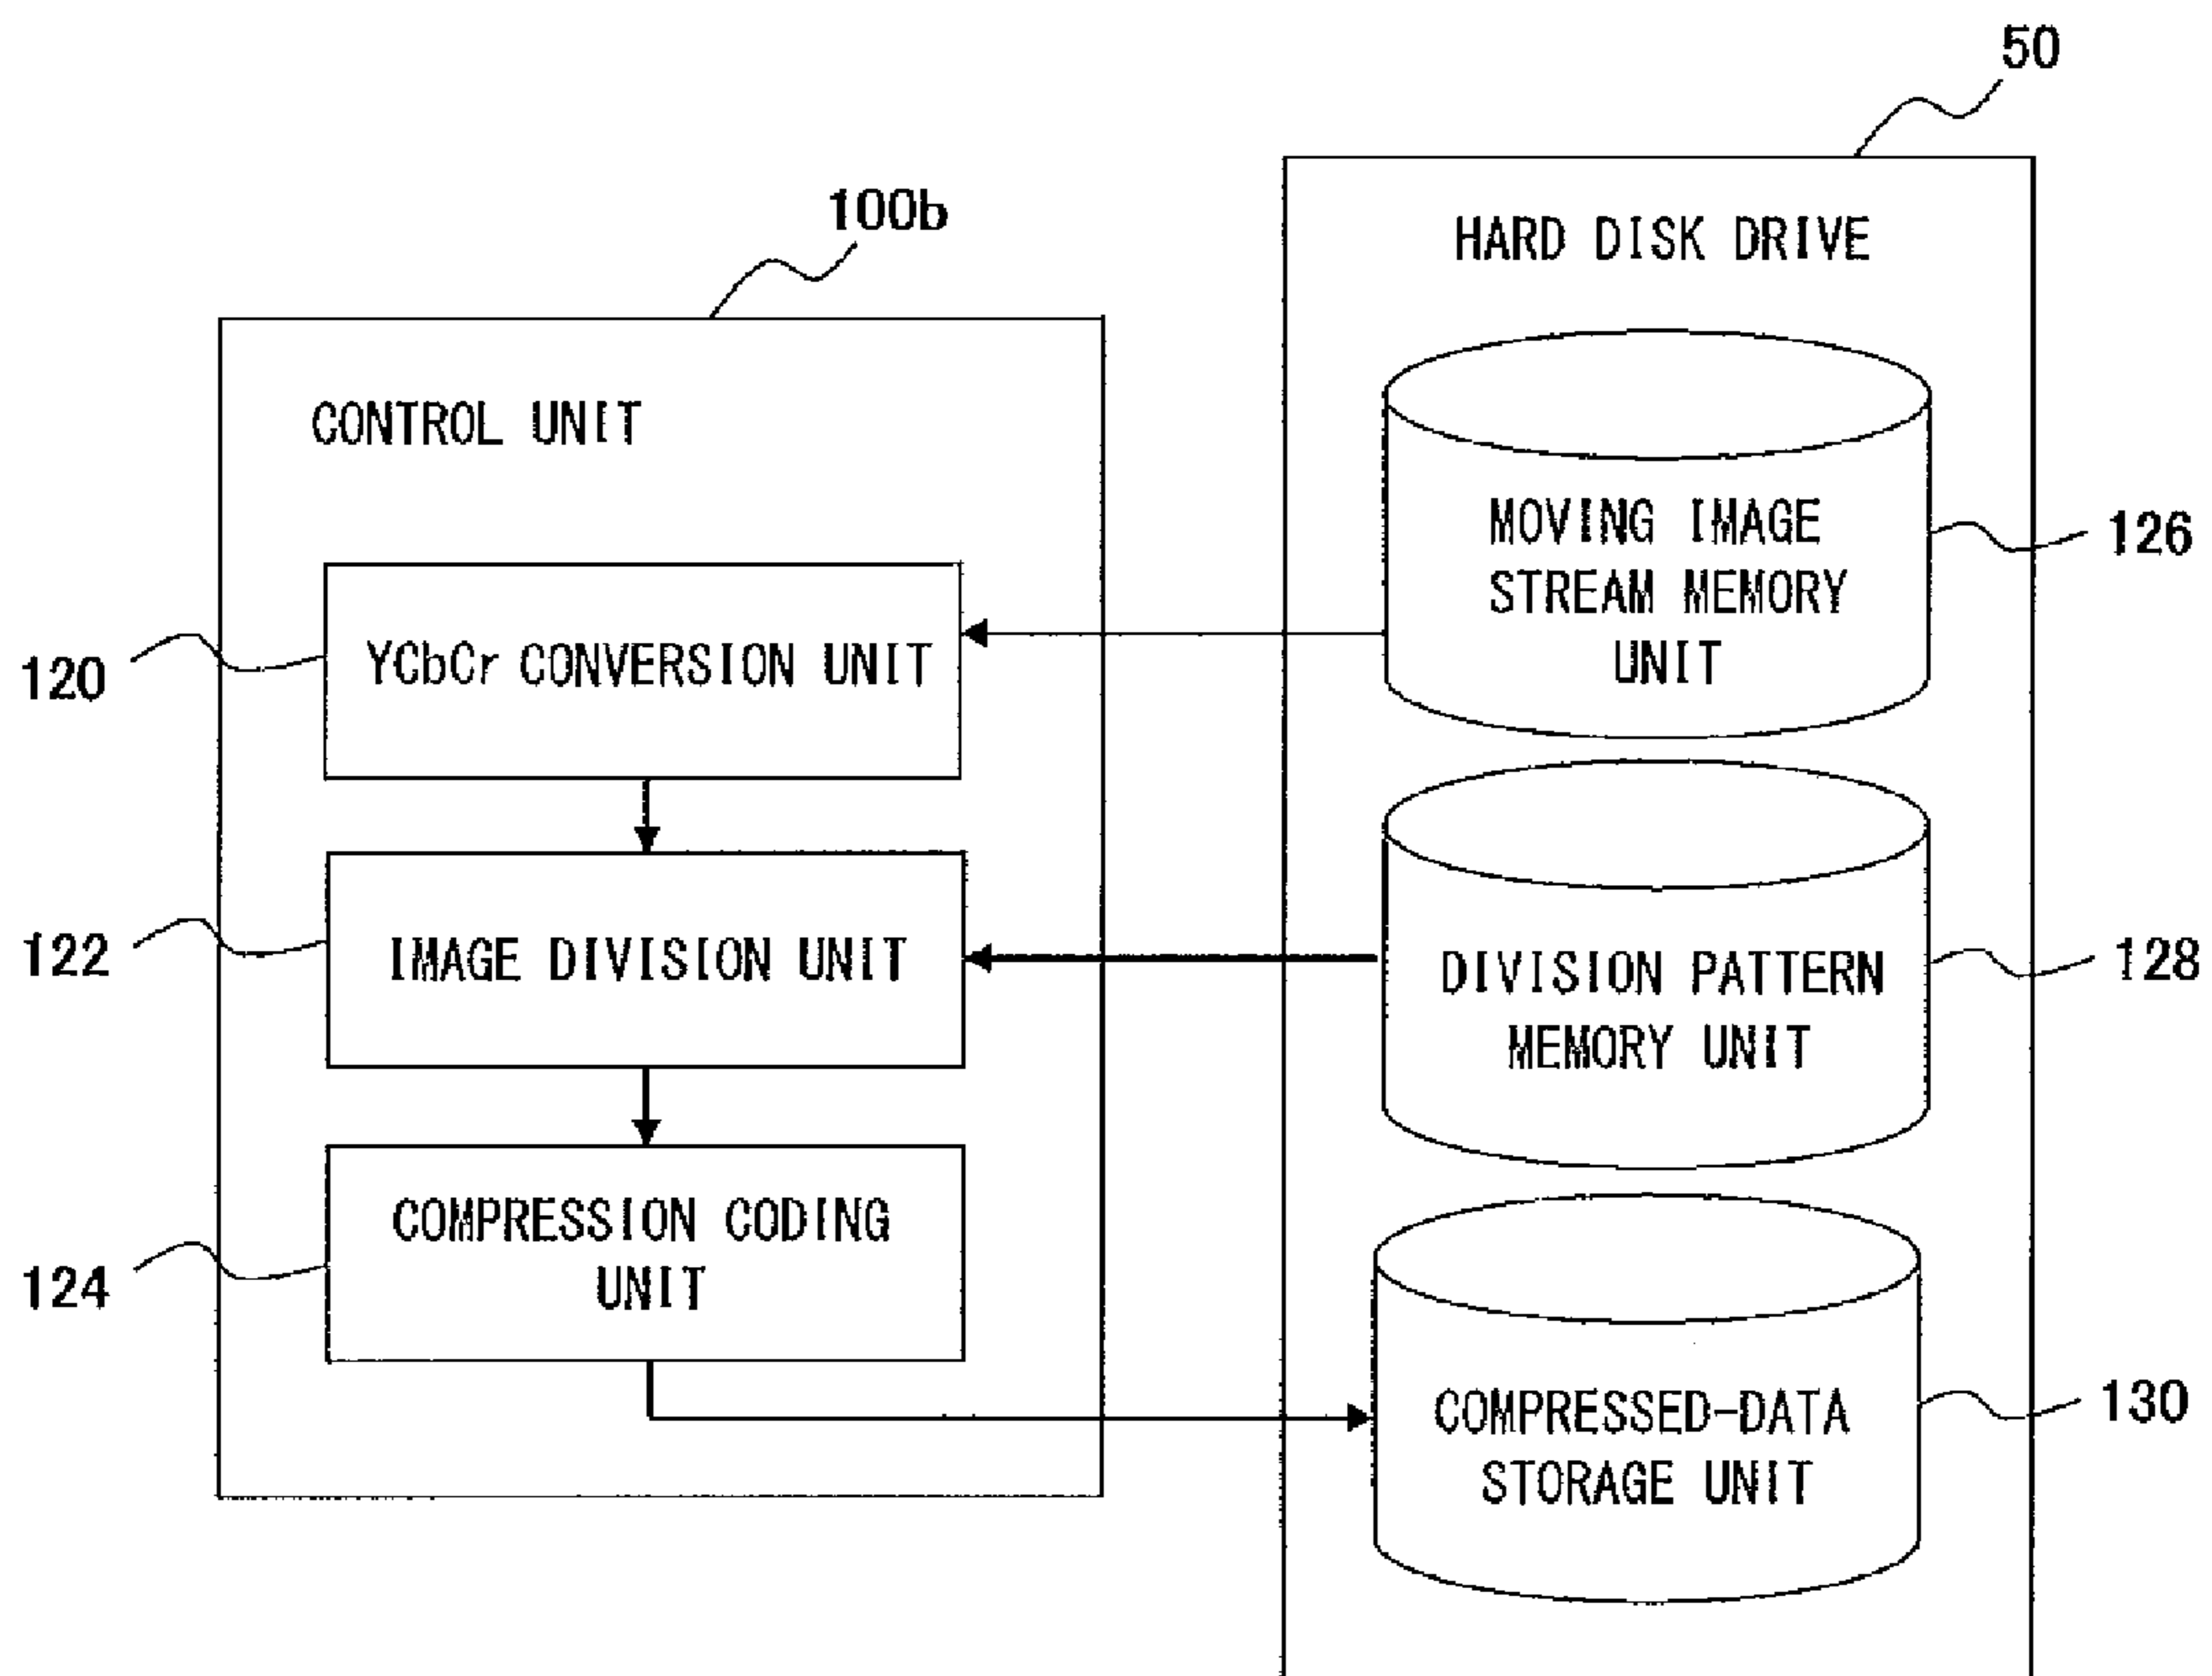 50
100b
HARD DISK DRIVE
CONTROL UNIT
MOVING IMAGE
STREAM MEMORY
UNIT
126
120
YCbCr CONVERSION UNIT
122
IMAGE DIVISION UNIT
DIVISION PATTERN
MEMORY UNIT
128
124
COMPRESSION CODING
UNIT
COMPRESSED-DATA
STORAGE UNIT
130